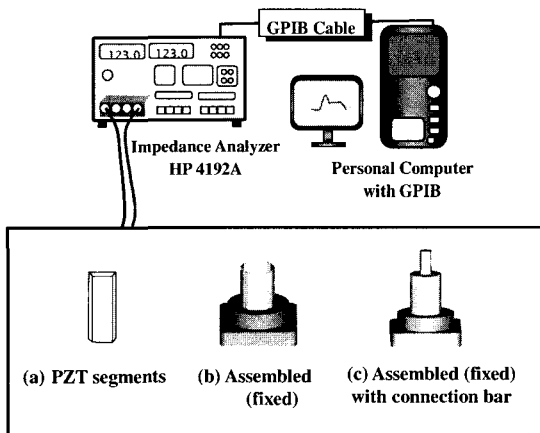 GPIB Cable
123.0 123.0
Impedance Analyzer
HP 4192A
Personal Computer
with GPIB
(a) PZT segments
(b) Assembled
(fixed)
(c) Assembled (fixed)
with connection bar